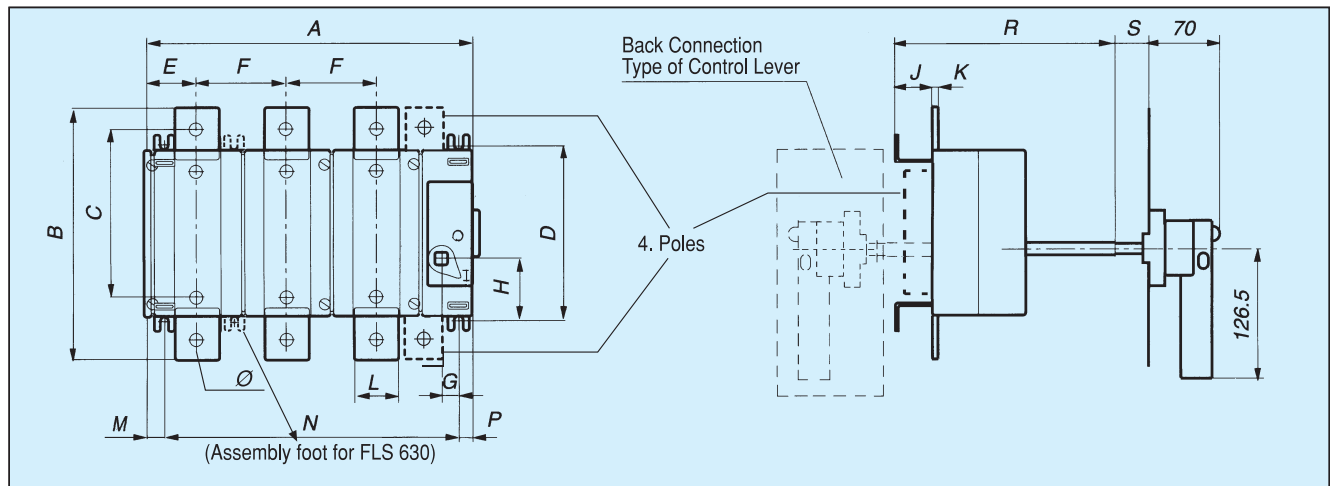 A
E F F
B
C
D
H
Ø
L
G
M
N
P
(Assembly foot for FLS 630)
4. Poles
Back Connection
Type of Control Lever
R
S
70
J
K
I
O
O
126.5